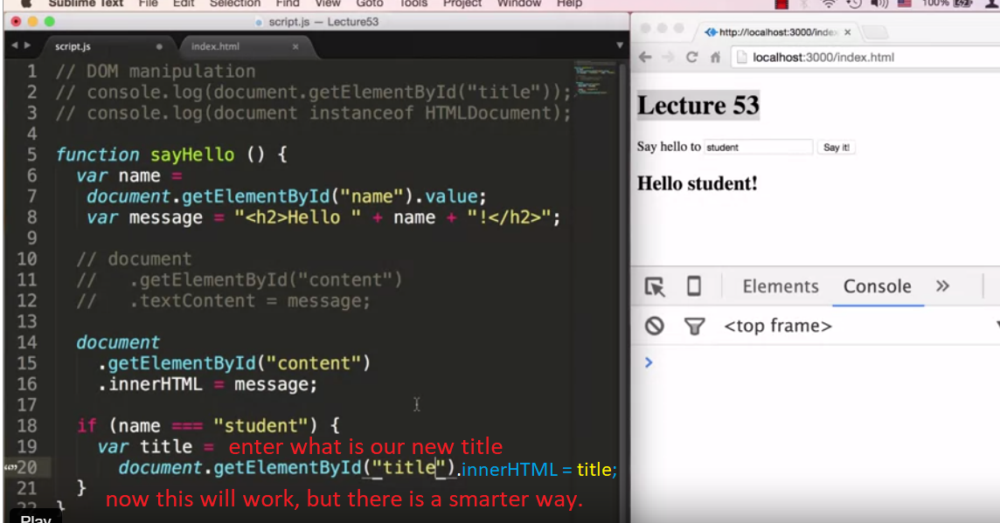 Sublime Text File Edit Selection Find View Goto Tools Project Window Help 100%
script.js — Lecture53
script.js index.html
1 // DOM manipulation
2 // console.log(document.getElementById("title"));
3 // console.log(document instanceof HTMLDocument);
4
5 function sayHello () {
6 var name =
7 document.getElementById("name").value;
8 var message = "<h2>Hello " + name + "!</h2>";
9
10 // document
11 // .getElementById("content")
12 // .textContent = message;
13
14 document
15 .getElementById("content")
16 .innerHTML = message;
17
18 if (name === "student") {
19 var title = enter what is our new title
20 document.getElementById("title").innerHTML = title;
21 }
now this will work, but there is a smarter way.
22 }
Play
http://localhost:3000/inde
localhost:3000/index.html
Lecture 53
Say hello to student Say it!
Hello student!
Elements Console »
<top frame>
>